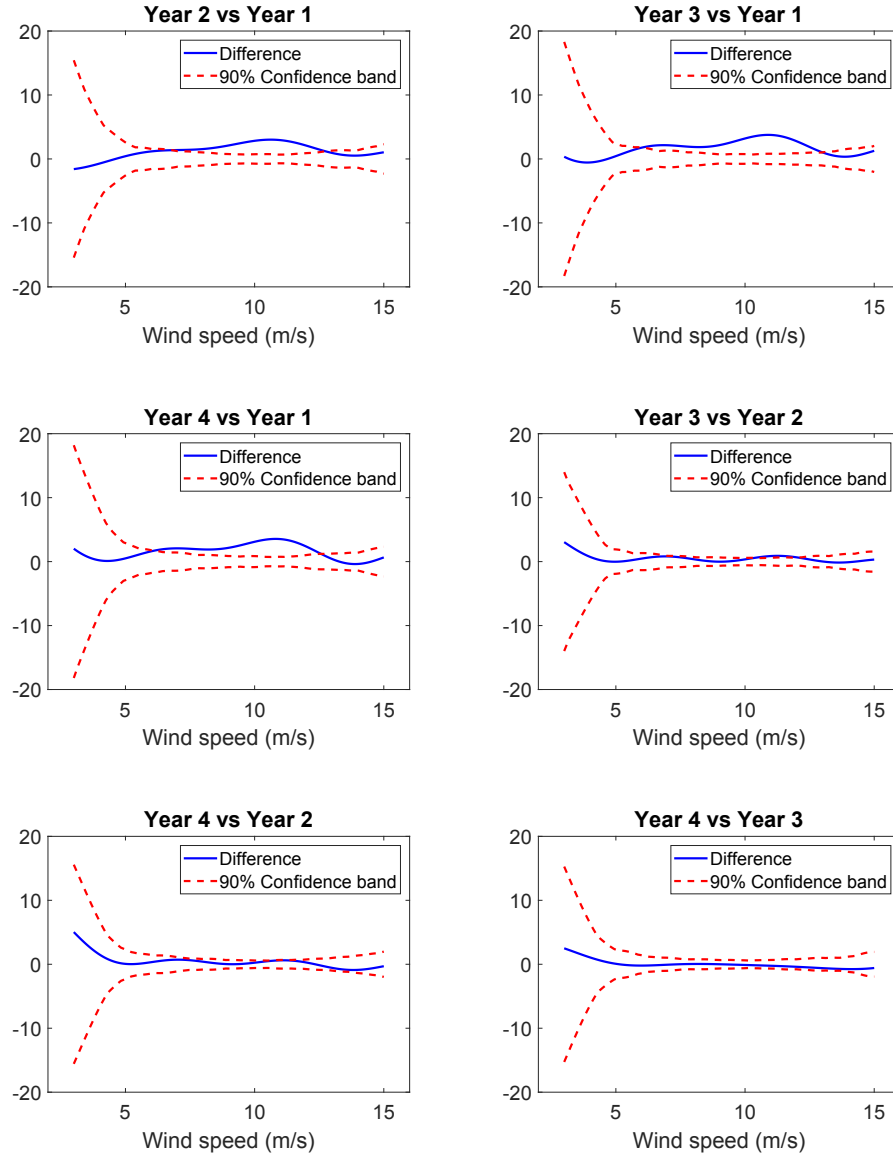 Year 2 vs Year 1
Difference
90% Confidence band
20
10
0
-10
-20
5
10
15
Wind speed (m/s)
Year 3 vs Year 1
Difference
90% Confidence band
20
10
0
-10
-20
5
10
15
Wind speed (m/s)
Year 4 vs Year 1
Difference
90% Confidence band
20
10
0
-10
-20
5
10
15
Wind speed (m/s)
Year 3 vs Year 2
Difference
90% Confidence band
20
10
0
-10
-20
5
10
15
Wind speed (m/s)
Year 4 vs Year 2
Difference
90% Confidence band
20
10
0
-10
-20
5
10
15
Wind speed (m/s)
Year 4 vs Year 3
Difference
90% Confidence band
20
10
0
-10
-20
5
10
15
Wind speed (m/s)